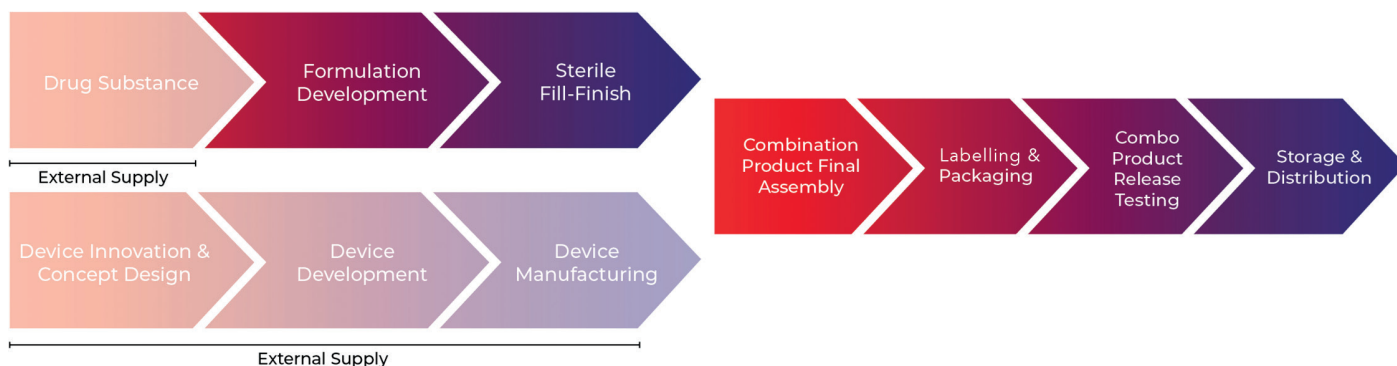 Drug Substance
Formulation
Development
Sterile
Fill-Finish
External Supply
Device Innovation &
Concept Design
Device
Development
Device
Manufacturing
External Supply
Combination
Product Final
Assembly
Labelling &
Packaging
Combo
Product
Release
Testing
Storage &
Distribution